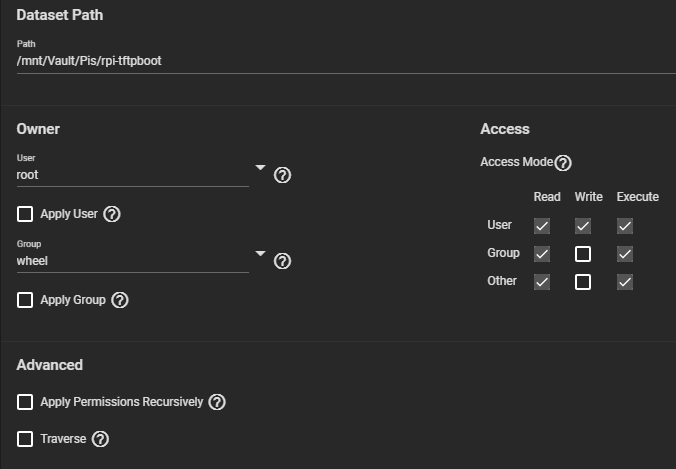 Dataset Path
Path
/mnt/Vault/Pis/rpi-tftpboot
Owner
User
root
Apply User
Group
wheel
Apply Group
Access
Access Mode
Read Write Execute
User
Group
Other
Advanced
Apply Permissions Recursively
Traverse